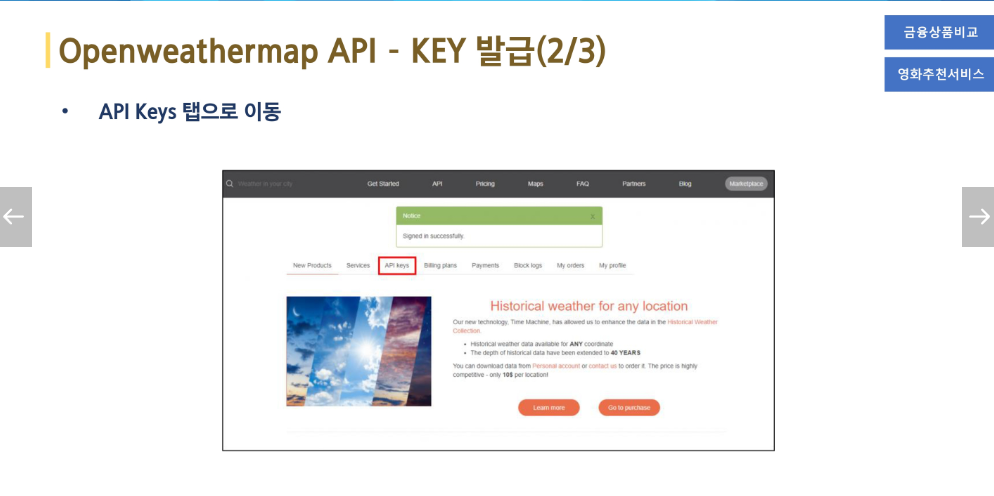 Openweathermap API - KEY 발급(2/3)
금융상품비교
영화추천서비스
• API Keys 탭으로 이동
Weather in your city Get Started API Pricing Maps FAQ Partners Blog Marketplace
Notice x
Signed in successfully.
New Products Services API keys Billing plans Payments Block logs My orders My profile
Historical weather for any location
Our new technology, Time Machine, has allowed us to enhance the data in the Historical Weather
Collection.
• Historical weather data available for ANY coordinate
• The depth of historical data have been extended to 40 YEARS
You can download data from Personal account or contact us to order it. The price is highly
competitive - only 10$ per location!
Learn more Go to purchase